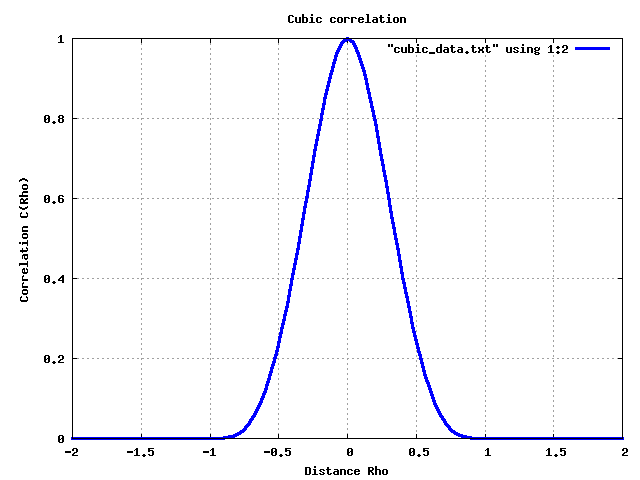 Cubic correlation
"cubic_data.txt" using 1:2
1
0.8
0.6
0.4
0.2
0
Correlation C(Rho)
-2 -1.5 -1 -0.5 0 0.5 1 1.5 2
Distance Rho